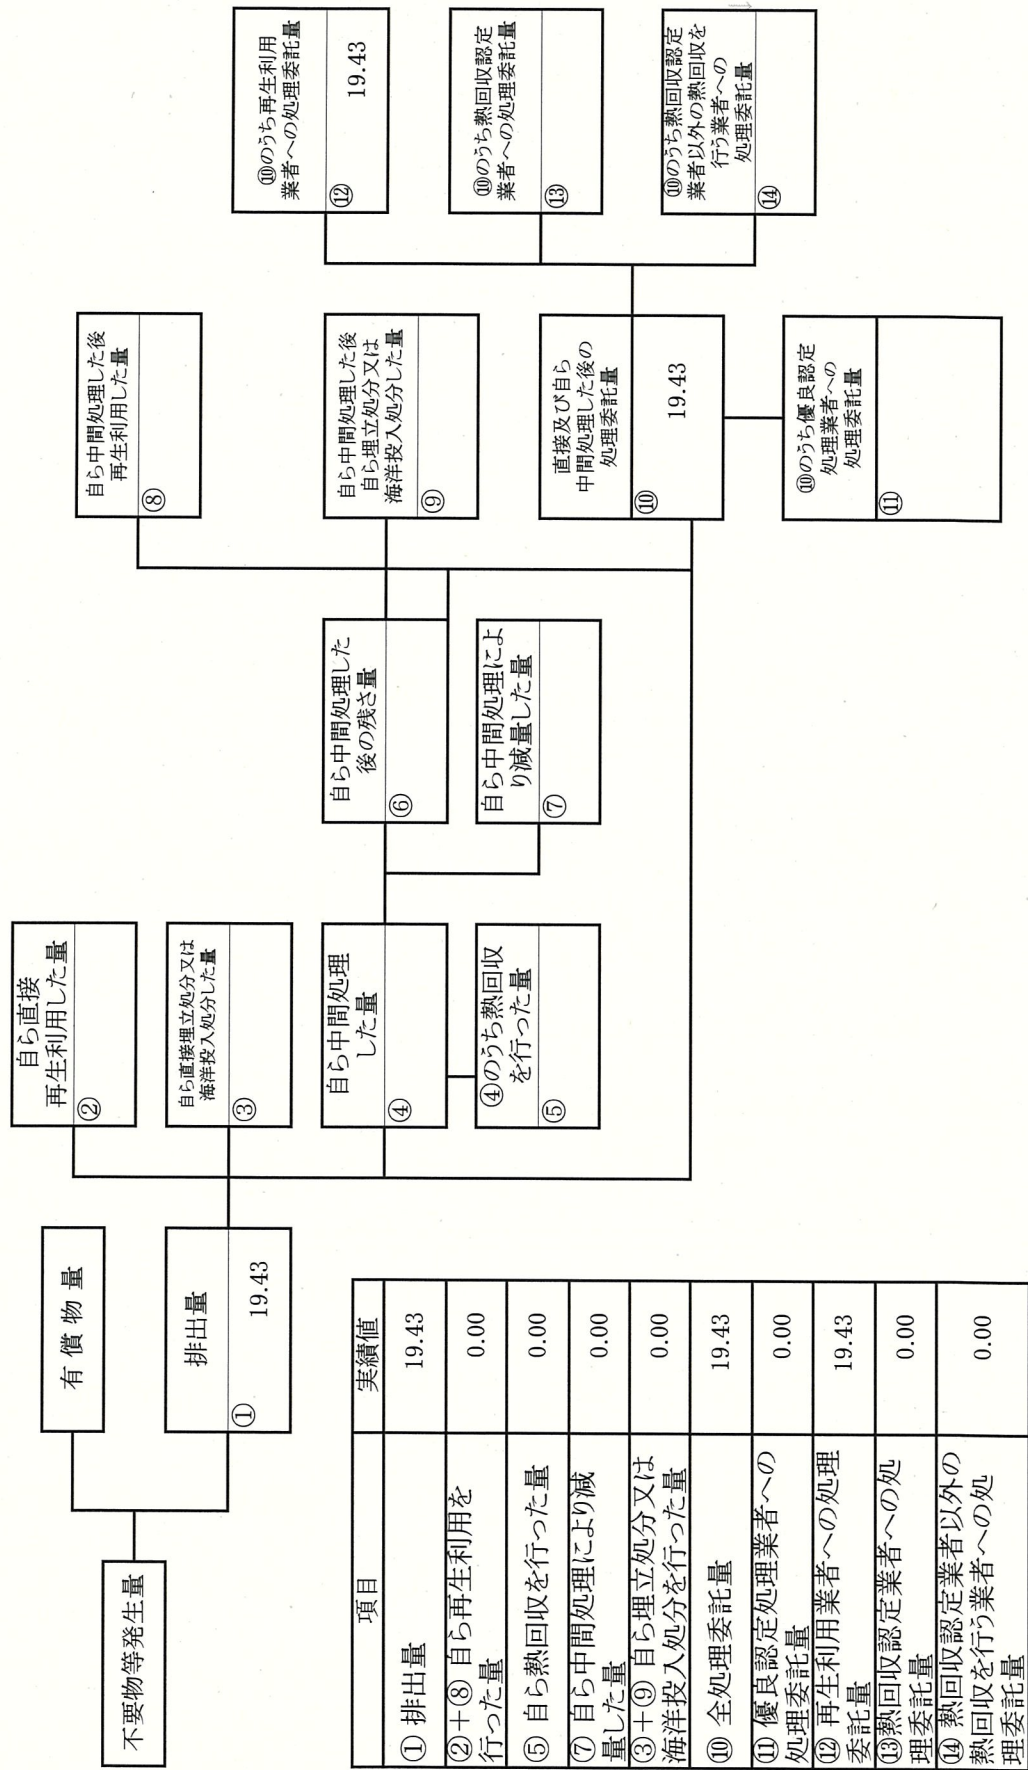 不要物等発生量
有償物量
排出量
①
19.43
自ら直接
再生利用した量
②
自ら直接埋立処分又は
海洋投入処分した量
③
自ら中間処理
した量
④
④のうち熱回収
を行った量
⑤
自ら中間処理した
後の残さ量
⑥
自ら中間処理によ
り減量した量
⑦
自ら中間処理した後
再生利用した量
⑧
自ら中間処理した後
自ら埋立処分又は
海洋投入処分した量
⑨
直接及び自ら
中間処理した後の
処理委託量
⑩
19.43
⑩のうち優良認定
処理業者への
処理委託量
⑪
⑩のうち再生利用
業者への処理委託量
⑫
19.43
⑩のうち熱回収認定
業者への処理委託量
⑬
⑩のうち熱回収認定
業者以外の熱回収を
行う業者への
処理委託量
⑭
項目
実績値
① 排出量
19.43
②＋⑧ 自ら再生利用を
行った量
0.00
⑤ 自ら熱回収を行った量
0.00
⑦ 自ら中間処理により減
量した量
0.00
③＋⑨ 自ら埋立処分又は
海洋投入処分を行った量
0.00
⑩ 全処理委託量
19.43
⑪ 優良認定処理業者への
処理委託量
0.00
⑫ 再生利用業者への処理
委託量
19.43
⑬熱回収認定業者への処
理委託量
0.00
⑭ 熱回収認定業者以外の
熱回収を行う業者への処
理委託量
0.00